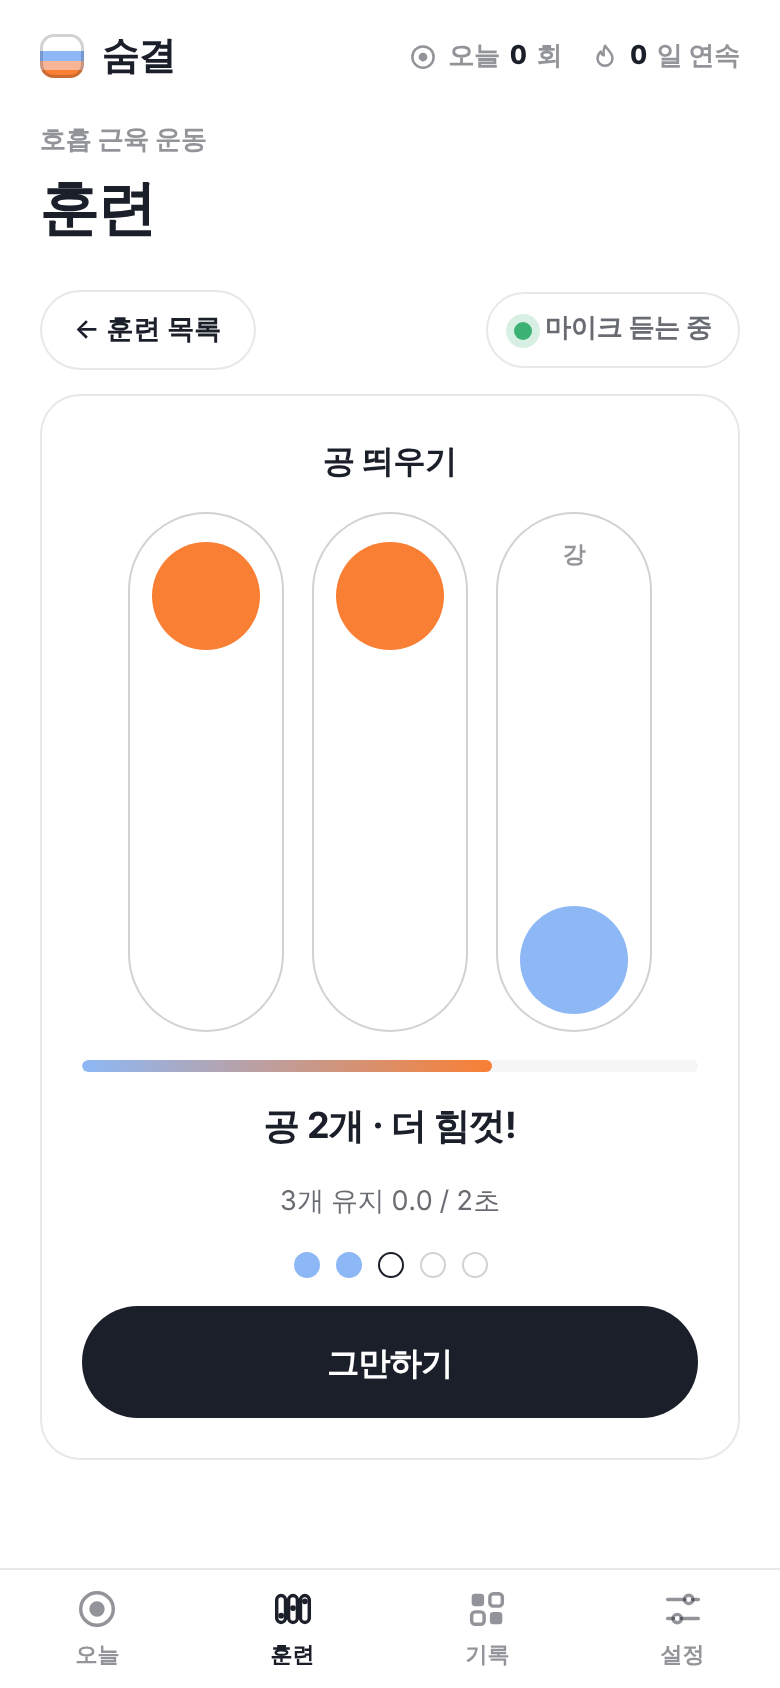 숨결
오늘 0 회
0 일 연속
호흡 근육 운동
훈련
← 훈련 목록
마이크 듣는 중
공 띄우기
강
공 2개 · 더 힘껏!
3개 유지 0.0 / 2초
그만하기
오늘
훈련
기록
설정